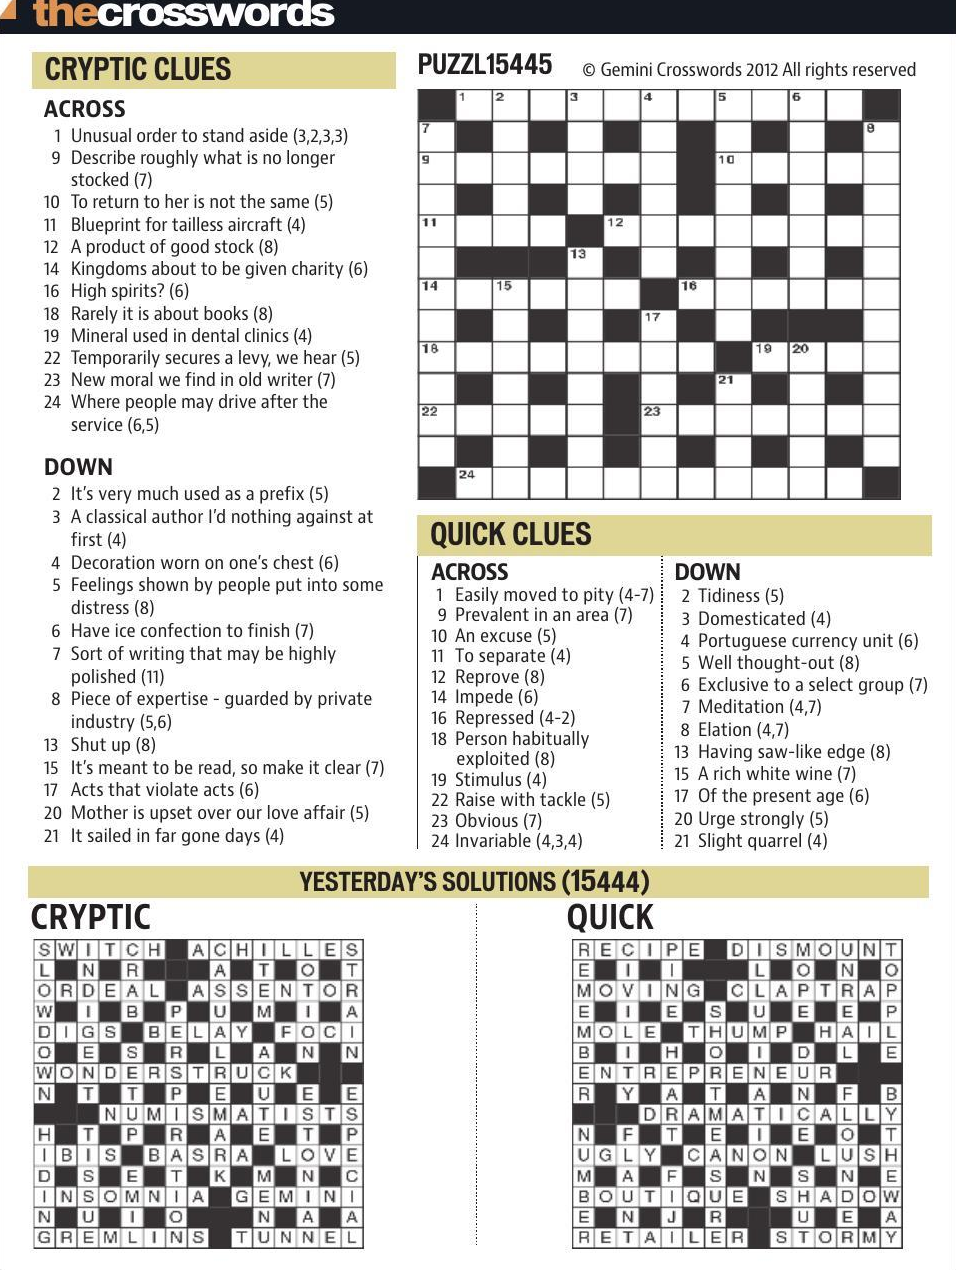 thecrosswords
CRYPTIC CLUES
ACROSS
1 Unusual order to stand aside (3,2,3,3)
9 Describe roughly what is no longer
stocked (7)
10 To return to her is not the same (5)
11 Blueprint for tailless aircraft (4)
12 A product of good stock (8)
14 Kingdoms about to be given charity (6)
16 High spirits? (6)
18 Rarely it is about books (8)
19 Mineral used in dental clinics (4)
22 Temporarily secures a levy, we hear (5)
23 New moral we find in old writer (7)
24 Where people may drive after the
service (6,5)
DOWN
2 It's very much used as a prefix (5)
3 A classical author I'd nothing against at
first (4)
4 Decoration worn on one's chest (6)
5 Feelings shown by people put into some
distress (8)
6 Have ice confection to finish (7)
7 Sort of writing that may be highly
polished (11)
8 Piece of expertise - guarded by private
industry (5,6)
13 Shut up (8)
15 It's meant to be read, so make it clear (7)
17 Acts that violate acts (6)
20 Mother is upset over our love affair (5)
21 It sailed in far gone days (4)
PUZZL15445 © Gemini Crosswords 2012 All rights reserved
1 2 3 4 5 6
7 8
9 10
11 12
13
14 15 16
17
18 19 20
21
22 23
24
QUICK CLUES
ACROSS
1 Easily moved to pity (4-7)
9 Prevalent in an area (7)
10 An excuse (5)
11 To separate (4)
12 Reprove (8)
14 Impede (6)
16 Repressed (4-2)
18 Person habitually
exploited (8)
19 Stimulus (4)
22 Raise with tackle (5)
23 Obvious (7)
24 Invariable (4,3,4)
DOWN
2 Tidiness (5)
3 Domesticated (4)
4 Portuguese currency unit (6)
5 Well thought-out (8)
6 Exclusive to a select group (7)
7 Meditation (4,7)
8 Elation (4,7)
13 Having saw-like edge (8)
15 A rich white wine (7)
17 Of the present age (6)
20 Urge strongly (5)
21 Slight quarrel (4)
YESTERDAY'S SOLUTIONS (15444)
CRYPTIC
SWITCH ACHILLES
L N R A T O T
ORDEAL ASSENTOR
W I B P U M I A
DIGS BELAY FOCI
O E S R L A N N
WONDERSTRUCK
N T T P E U E E
NUMISMATISTS
H T P R A E T P
IBIS BASRA LOVE
D S E T K M N C
INSOMNIA GEMINI
N U I O N A A
GREMLINS TUNNEL
QUICK
RECIPE DISMOUNT
E I I L O N O
MOVING CLAPTRAP
E I E S U E E P
MOLE THUMP HAIL
B I H O I D L E
ENTREPRENEUR
R Y A T A N F B
DRAMATICALLY
N F T E I E O T
UGLY CANON LUSH
M A F S N S N E
BOUTIQUE SHADOW
E N J R U E A
RETAILER STORMY